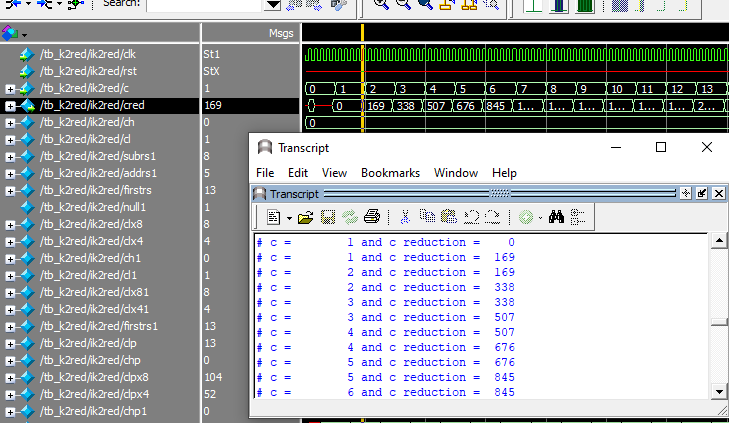 Search:
Msgs
/tb_k2red/ik2red/clk St1
/tb_k2red/ik2red/rst StX
/tb_k2red/ik2red/c 1 0 1 2 3 4 5 6 7 8 9 10 11 12 13
/tb_k2red/ik2red/cred 169 0 169 338 507 676 845 1... 1... 1... 1... 1... 1... 2...
/tb_k2red/ik2red/ch 0 0
/tb_k2red/ik2red/cl 1
/tb_k2red/ik2red/subrs1 8
/tb_k2red/ik2red/addrs1 5
/tb_k2red/ik2red/firstrs 13
/tb_k2red/ik2red/null1 1
/tb_k2red/ik2red/clx8 8
/tb_k2red/ik2red/clx4 4
/tb_k2red/ik2red/ch1 0
/tb_k2red/ik2red/cl1 1
/tb_k2red/ik2red/clx81 8
/tb_k2red/ik2red/clx41 4
/tb_k2red/ik2red/firstrs1 13
/tb_k2red/ik2red/clp 13
/tb_k2red/ik2red/chp 0
/tb_k2red/ik2red/clpx8 104
/tb_k2red/ik2red/clpx4 52
/tb_k2red/ik2red/chp1 0
Transcript
File Edit View Bookmarks Window Help
Transcript
# c = 1 and c reduction = 0
# c = 1 and c reduction = 169
# c = 2 and c reduction = 169
# c = 2 and c reduction = 338
# c = 3 and c reduction = 338
# c = 3 and c reduction = 507
# c = 4 and c reduction = 507
# c = 4 and c reduction = 676
# c = 5 and c reduction = 676
# c = 5 and c reduction = 845
# c = 6 and c reduction = 845